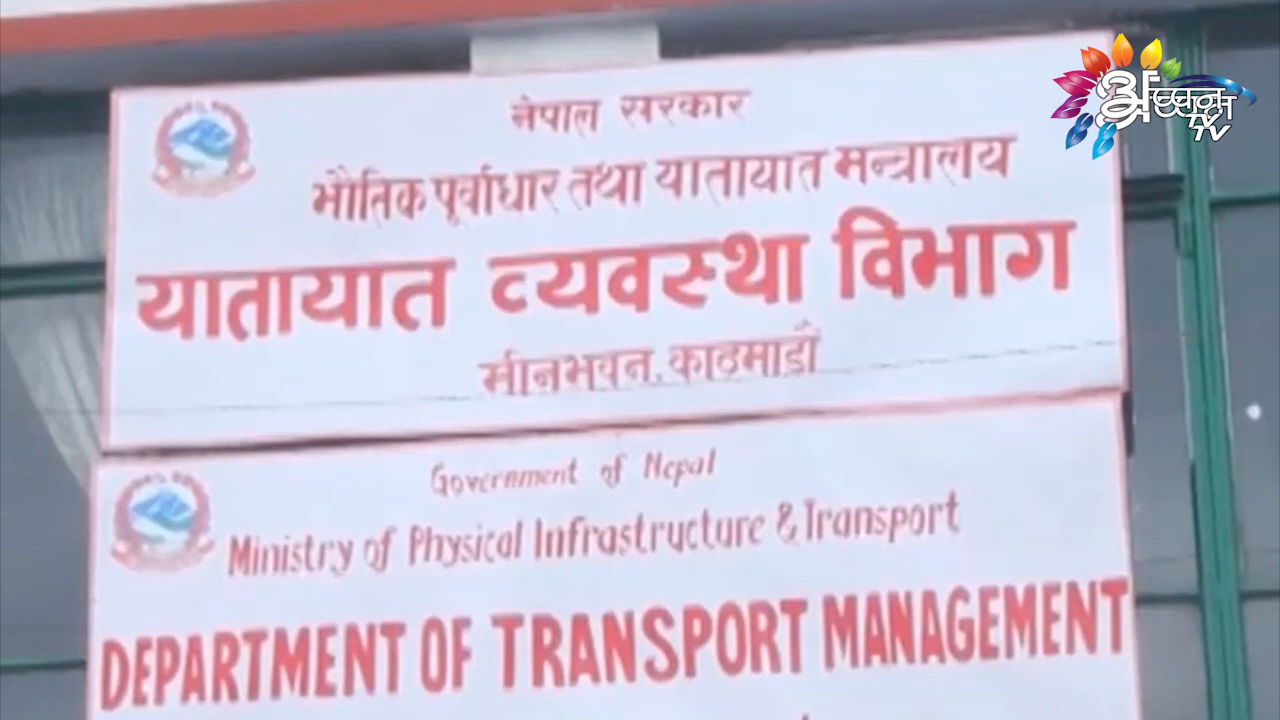 नेपाल सरकार
भौतिक पूर्वाधार तथा यातायात मन्त्रालय
यातायात व्यवस्था विभाग
मीनभवन, काठमाडौं
Government of Nepal
Ministry of Physical Infrastructure & Transport
DEPARTMENT OF TRANSPORT MANAGEMENT
TV